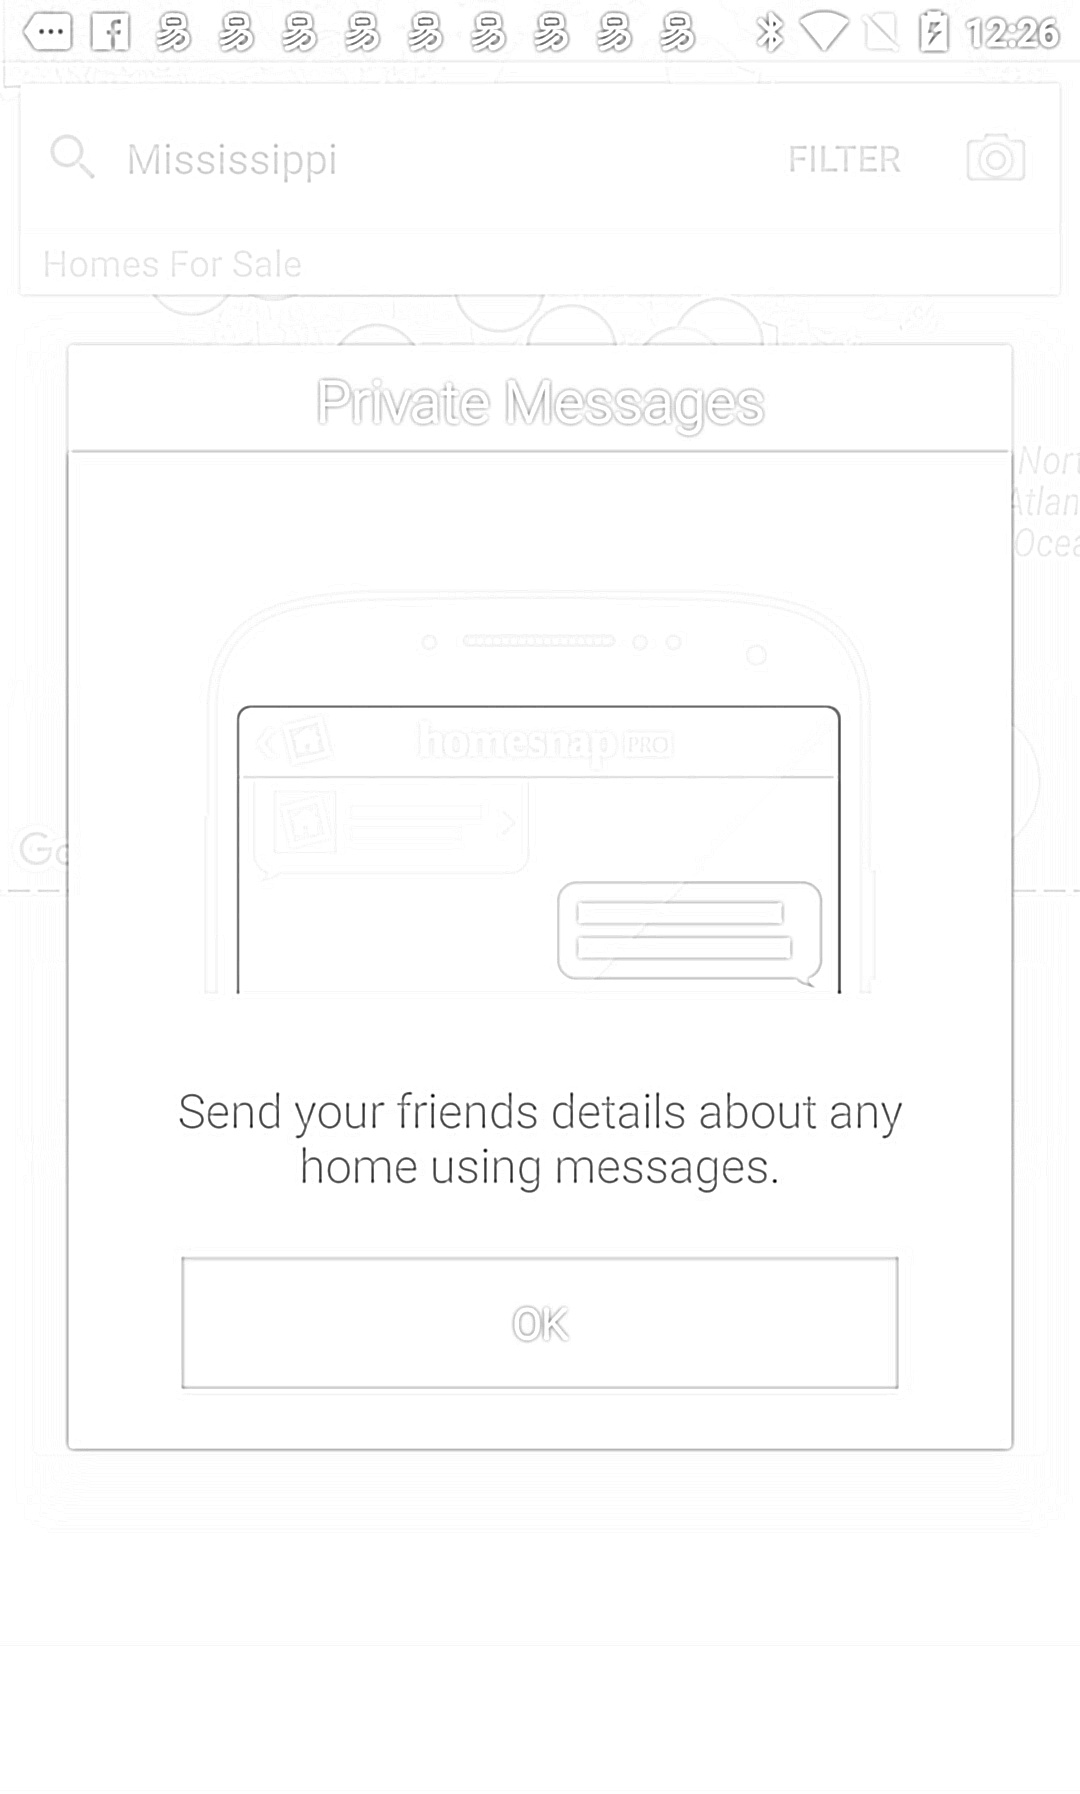 12:26
Mississippi FILTER
Homes For Sale
Private Messages
Nort
Atlan
Ocea
homesnap PRO
Go
Send your friends details about any
home using messages.
OK